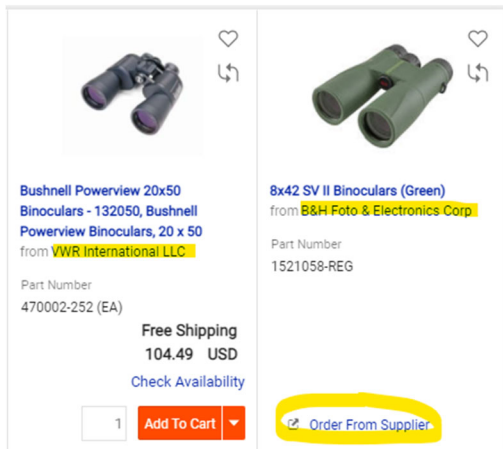 Bushnell Powerview 20x50
Binoculars - 132050, Bushnell
Powerview Binoculars, 20 x 50
from VWR International LLC
Part Number
470002-252 (EA)
Free Shipping
104.49 USD
Check Availability
1
Add To Cart
8x42 SV II Binoculars (Green)
from B&H Foto & Electronics Corp
Part Number
1521058-REG
Order From Supplier